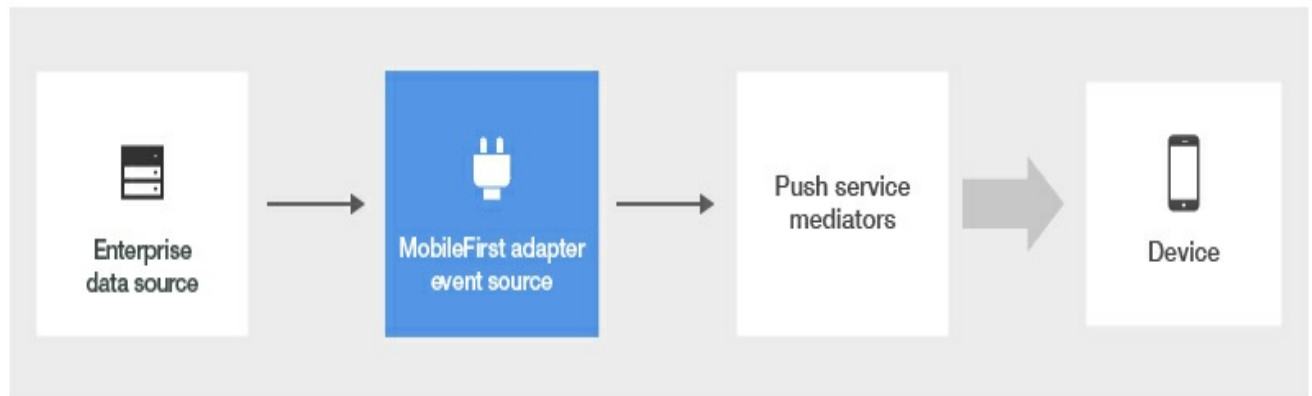 Enterprise
data source
MobileFirst adapter
event source
Push service
mediators
Device